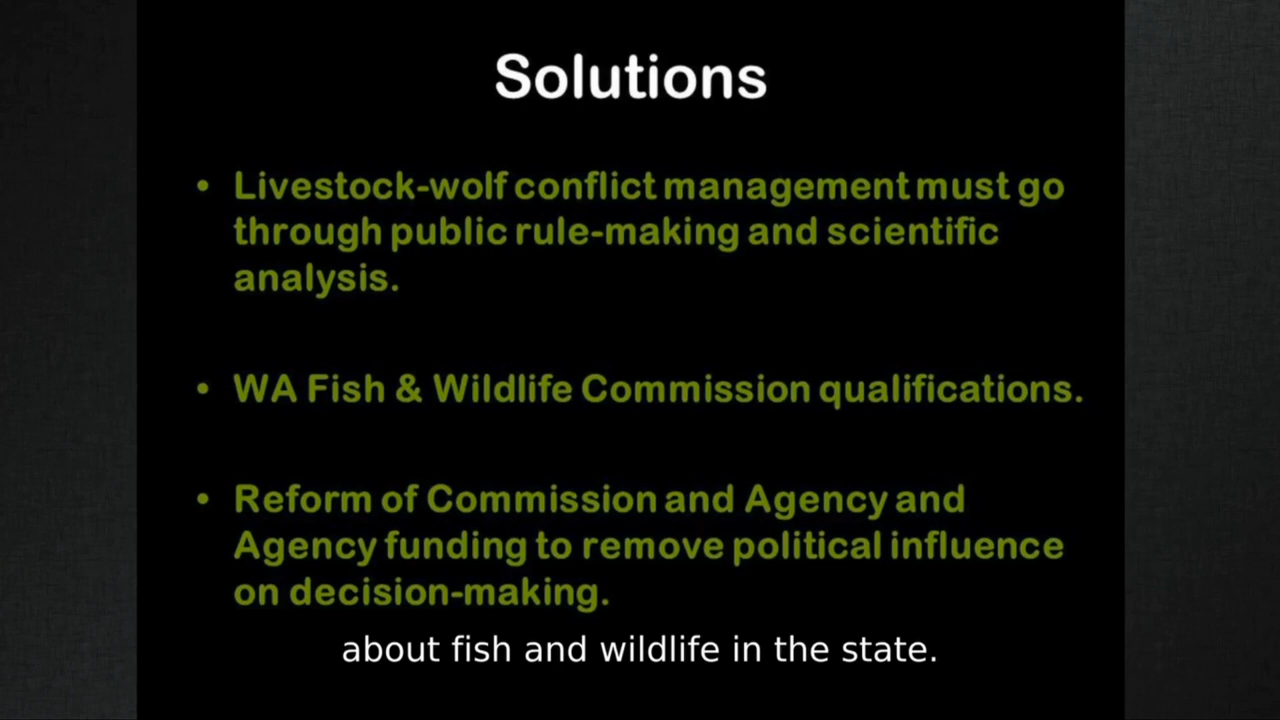 Solutions
• Livestock-wolf conflict management must go
through public rule-making and scientific
analysis.
• WA Fish & Wildlife Commission qualifications.
• Reform of Commission and Agency and
Agency funding to remove political influence
on decision-making.
about fish and wildlife in the state.